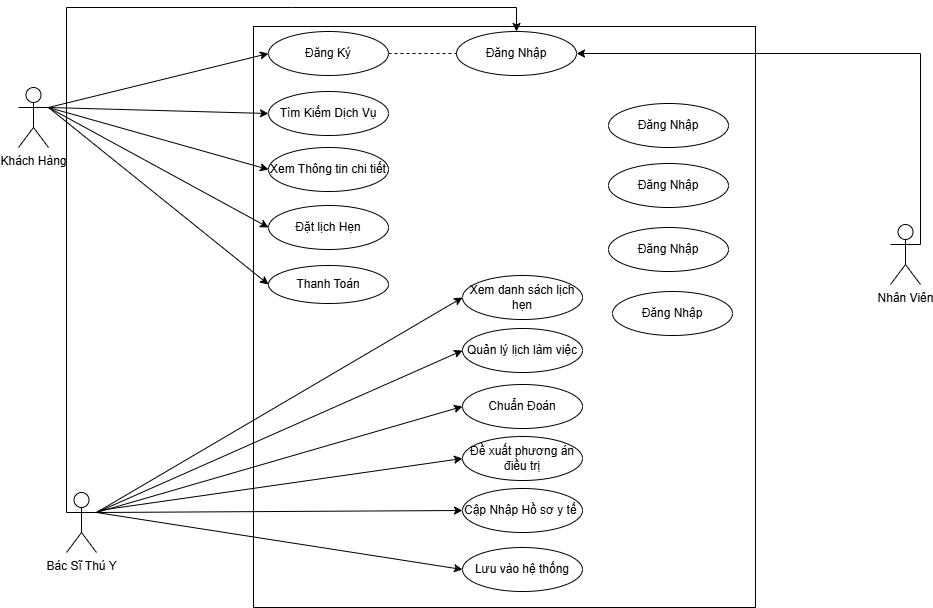 Đăng Ký
Đăng Nhập
Tìm Kiếm Dịch Vụ
Đăng Nhập
Khách Hàng
Xem Thông tin chi tiết
Đăng Nhập
Đặt lịch Hẹn
Đăng Nhập
Thanh Toán
Xem danh sách lịch
hẹn
Nhân Viên
Đăng Nhập
Quản lý lịch làm việc
Chuẩn Đoán
Đề xuất phương án
điều trị
Cập Nhập Hồ sơ y tế
Bác Sĩ Thú Y
Lưu vào hệ thống